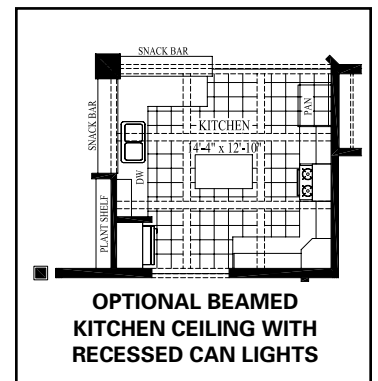 SNACK BAR
SNACK BAR
PAN
KITCHEN
14'-4" x 12'-10"
DW
PLANT SHELF
OPTIONAL BEAMED
KITCHEN CEILING WITH
RECESSED CAN LIGHTS